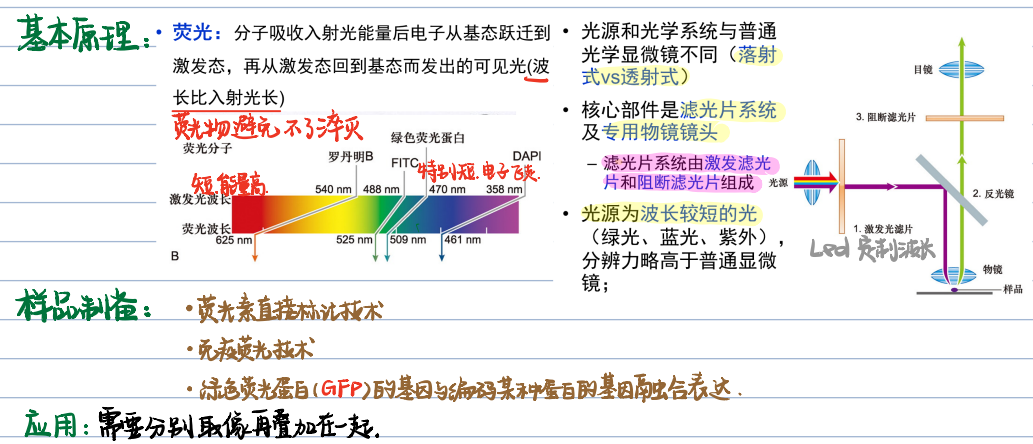 基本原理：
• 荧光：分子吸收入射光能量后电子从基态跃迁到
激发态，再从激发态回到基态而发出的可见光(波
长比入射光长)
荧光物避免不了淬灭
荧光分子
罗丹明B
绿色荧光蛋白
FITC
DAPI
特别短.电子飞走.
短.能量高.
激发光波长
540 nm
488 nm
470 nm
358 nm
荧光波长
625 nm
525 nm
509 nm
461 nm
B
• 光源和光学系统与普通
光学显微镜不同（落射
式vs透射式）
• 核心部件是滤光片系统
及专用物镜镜头
– 滤光片系统由激发滤光
片和阻断滤光片组成
• 光源为波长较短的光
（绿光、蓝光、紫外），
分辨力略高于普通显微
镜；
目镜
3. 阻断滤光片
光源
2. 反光镜
1. 激发光滤片
Led 定制波长
物镜
样品
样品制备：
·荧光素直接标记技术
·免疫荧光技术
·绿色荧光蛋白(GFP)的基因与编码某种蛋白的基因融合表达.
应用：需要分别取像再叠加在一起.